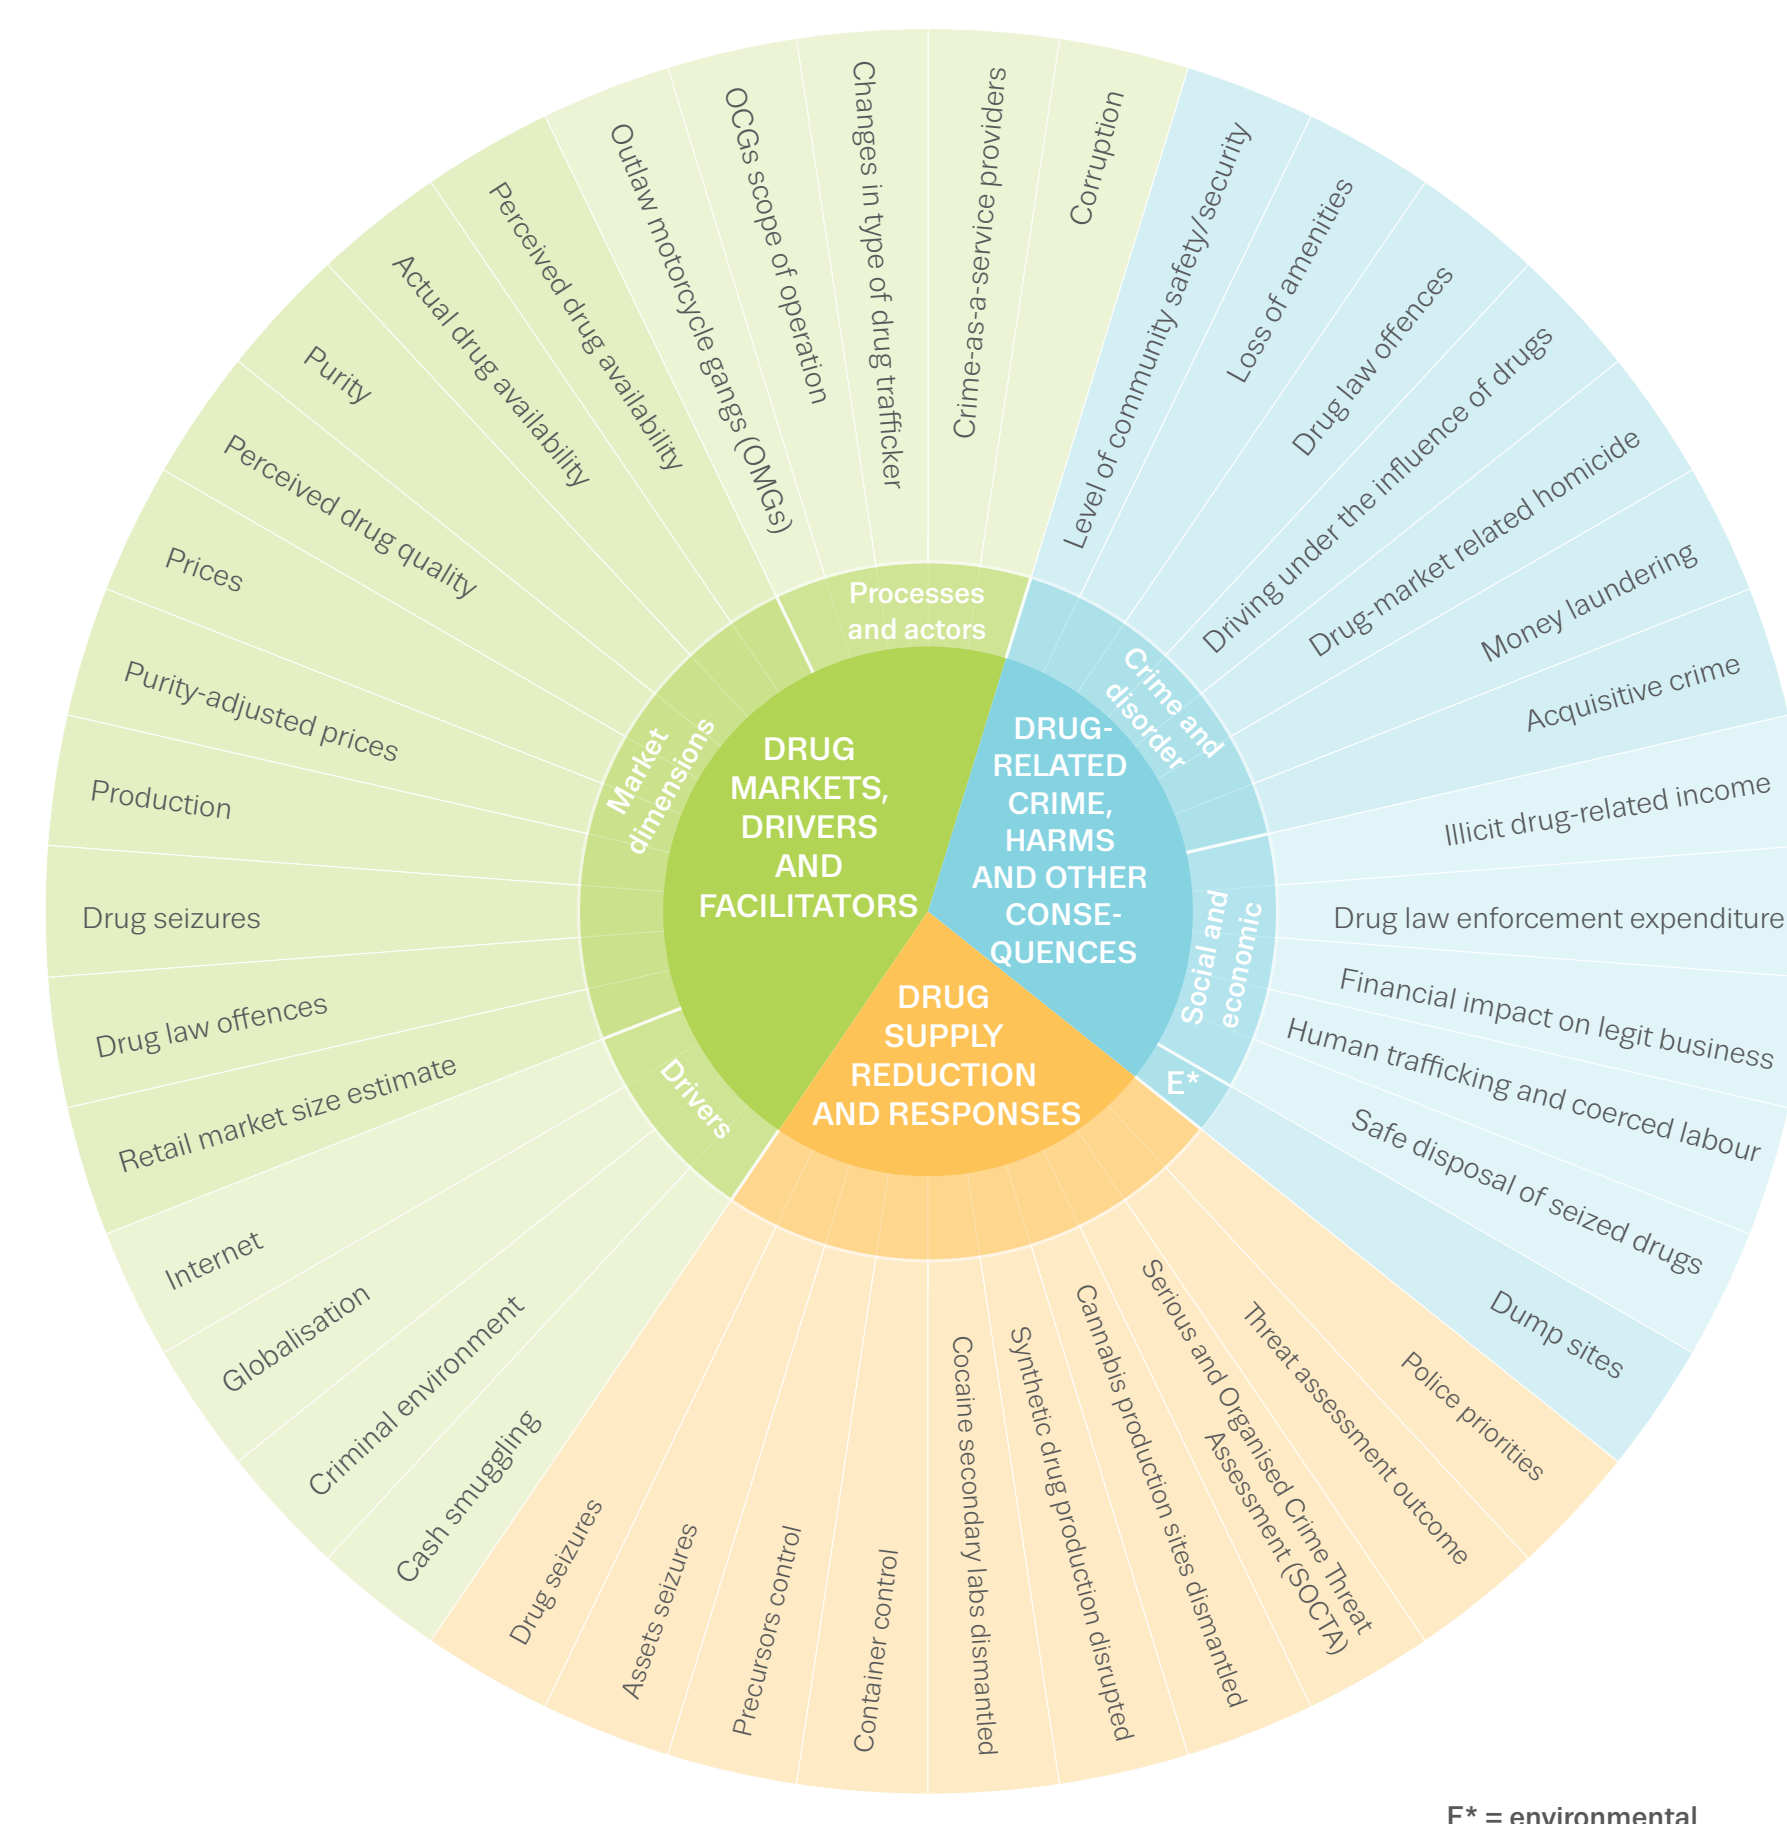 DRUG
MARKETS,
DRIVERS
AND
FACILITATORS
Processes
and actors
Outlaw motorcycle gangs (OMGs)
OCGs scope of operation
Changes in type of drug trafficker
Crime-as-a-service providers
Corruption
DRUG-
RELATED
CRIME,
HARMS
AND OTHER
CONSE-
QUENCES
Crime and
disorder
Level of community safety/security
Loss of amenities
Drug law offences
Driving under the influence of drugs
Drug-market related homicide
Money laundering
Acquisitive crime
Social and
economic
Illicit drug-related income
Drug law enforcement expenditure
Financial impact on legit business
Human trafficking and coerced labour
Safe disposal of seized drugs
E*
Dump sites
DRUG
SUPPLY
REDUCTION
AND RESPONSES
Police priorities
Threat assessment outcome
Serious and Organised Crime Threat
Assessment (SOCTA)
Cannabis production sites dismantled
Synthetic drug production disrupted
Cocaine secondary labs dismantled
Container control
Precursors control
Assets seizures
Drug seizures
Drivers
Cash smuggling
Criminal environment
Globalisation
Internet
Market
dimensions
Retail market size estimate
Drug law offences
Drug seizures
Production
Purity-adjusted prices
Prices
Perceived drug quality
Purity
Actual drug availability
Perceived drug availability
E* = environmental